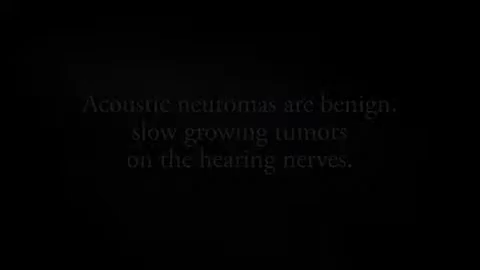 Acoustic neuromas are benign,
slow growing tumors
on the hearing nerves.